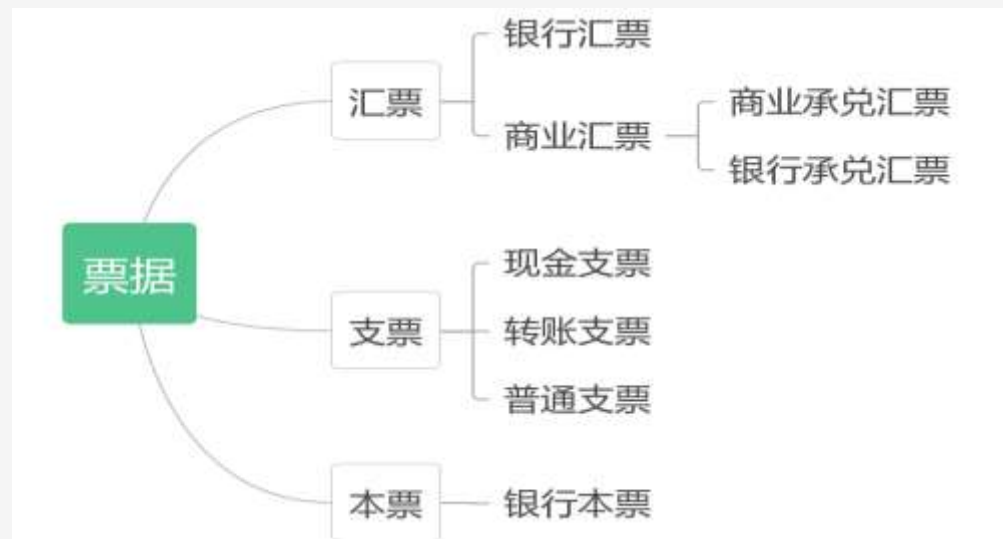 票据
汇票
银行汇票
商业汇票
商业承兑汇票
银行承兑汇票
支票
现金支票
转账支票
普通支票
本票
银行本票